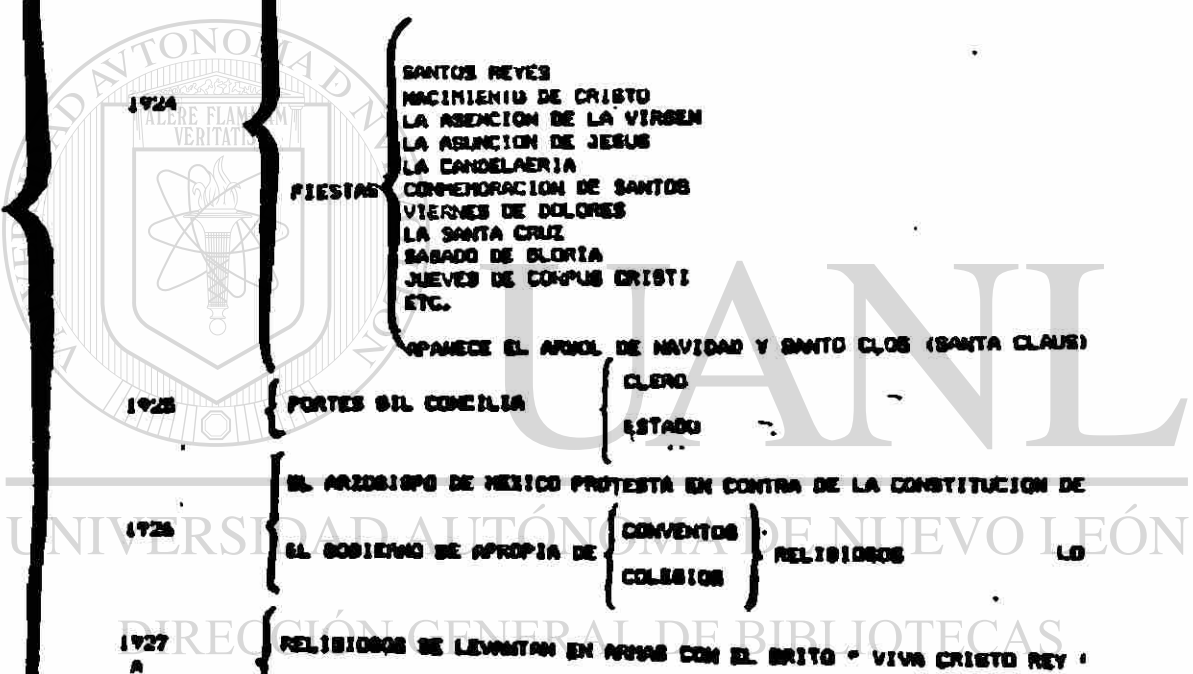 SANTOS REYES
NACIMIENTO DE CRISTO
1924
LA ASENCION DE LA VIRGEN
LA ASUNCION DE JESUS
LA CANDELAERIA
FIESTAS
CONMEMORACION DE SANTOS
VIERNES DE DOLORES
LA SANTA CRUZ
SABADO DE GLORIA
JUEVES DE CORPUS CRISTI
ETC.
APARECE EL ARBOL DE NAVIDAD Y SANTO CLOS (SANTA CLAUS)
CLERO
1925 PORTES GIL CONCILIA
ESTADO
EL ARZOBISPO DE MEXICO PROTESTA EN CONTRA DE LA CONSTITUCION DE
1926
CONVENTOS
EL GOBIERNO SE APROPIA DE
RELIGIOSOS LO
COLEGIOS
1927 RELIGIOSOS SE LEVANTAN EN ARMAS CON EL GRITO " VIVA CRISTO REY "
A
ALERE FLAMMAM
VERITATIS
UANL
UNIVERSIDAD AUTÓNOMA DE NUEVO LEÓN
DIRECCIÓN GENERAL DE BIBLIOTECAS